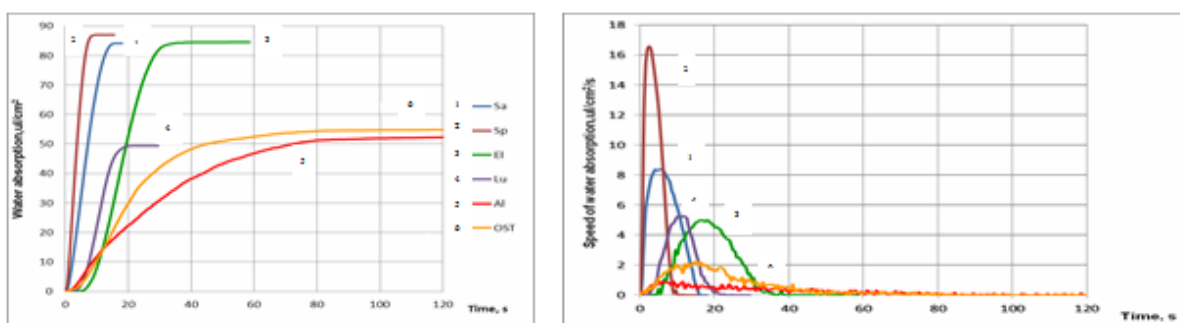 90
80
70
60
50
40
30
20
10
0
Water absorption,ul/cm²
0 20 40 60 80 100 120
Time, s
1 Sa
Sp
3 El
Lu
Al
OST
18
16
14
12
10
8
6
4
2
0
Speed of water absorption,ul/cm²/s
0 20 40 60 80 100 120
Time, s